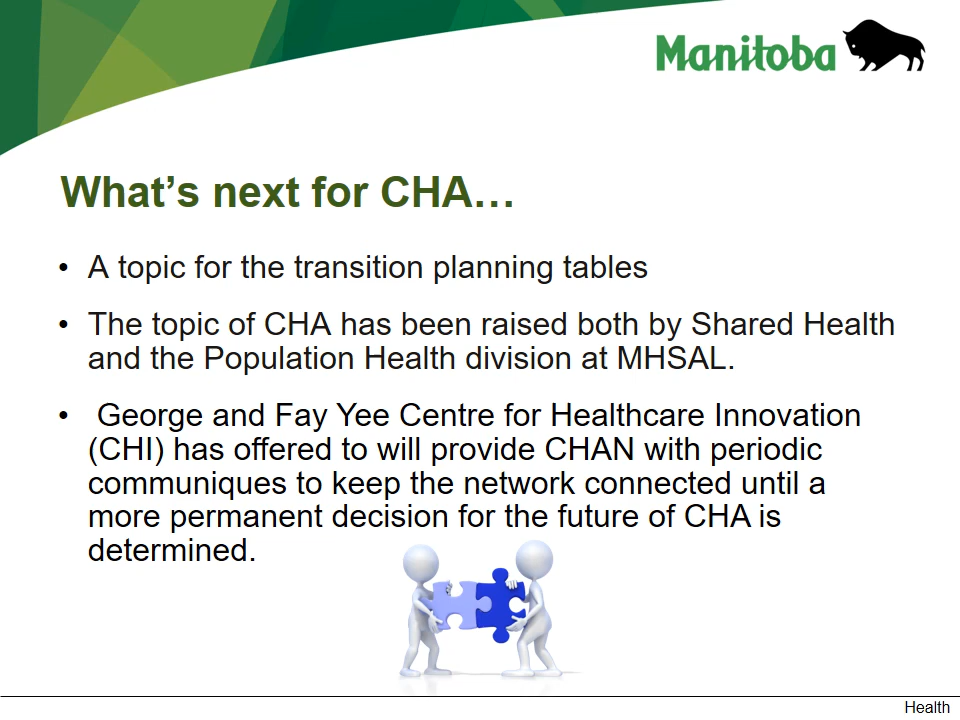 Manitoba
What’s next for CHA…
• A topic for the transition planning tables
• The topic of CHA has been raised both by Shared Health
and the Population Health division at MHSAL.
• George and Fay Yee Centre for Healthcare Innovation
(CHI) has offered to will provide CHAN with periodic
communiques to keep the network connected until a
more permanent decision for the future of CHA is
determined.
Health